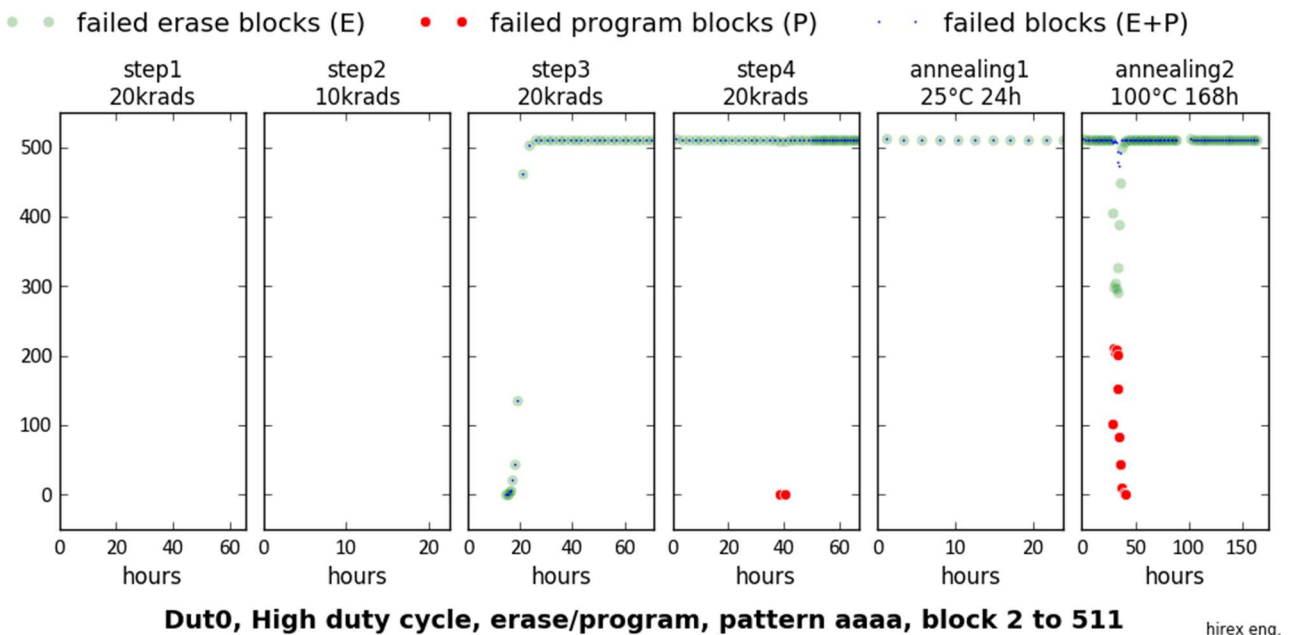 failed erase blocks (E) failed program blocks (P) failed blocks (E+P)
step1 step2 step3 step4 annealing1 annealing2
20krads 10krads 20krads 20krads 25°C 24h 100°C 168h
500
400
300
200
100
0
0 20 40 60 0 10 20 0 20 40 60 0 20 40 60 0 10 20 0 50 100 150
hours hours hours hours hours hours
Dut0, High duty cycle, erase/program, pattern aaaa, block 2 to 511
hirex eng.